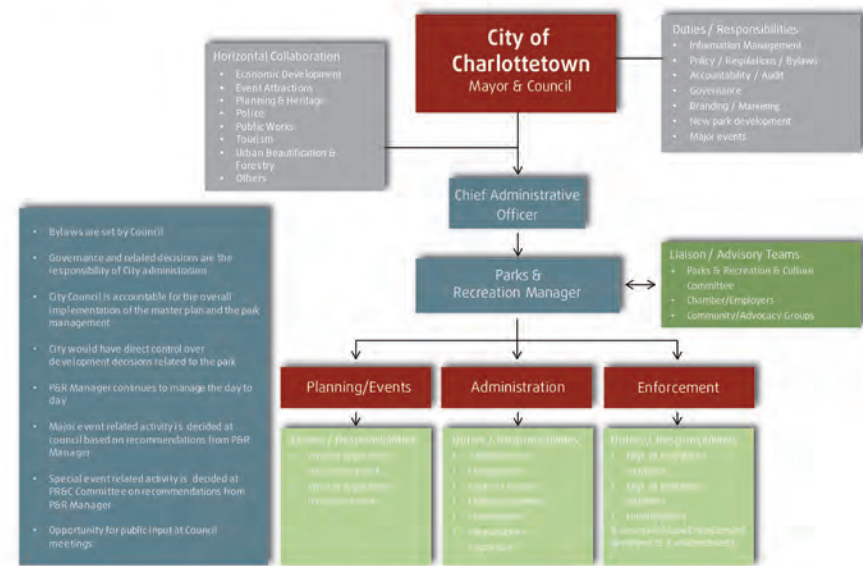 City of
Charlottetown
Mayor & Council
Horizontal Collaboration
• Economic Development
• Event Attractions
• Planning & Heritage
• Police
• Public Works
• Tourism
• Urban Beautification &
Forestry
• Others
Duties / Responsibilities
• Information Management
• Policy / Regulations / Bylaws
• Accountability / Audit
• Governance
• Branding / Marketing
• New park development
• Major events
Chief Administrative
Officer
Parks &
Recreation Manager
Liaison / Advisory Teams
• Parks & Recreation & Culture
Committee
• Chamber/Employers
• Community/Advocacy Groups
• Bylaws are set by Council
• Governance and related decisions are the
responsibility of City administration
• City Council is accountable for the overall
implementation of the master plan and the park
management
• City would have direct control over
development decisions related to the park
• P&R Manager continues to manage the day to
day
• Major event related activity is decided at
council based on recommendations from P&R
Manager
• Special event related activity is decided at
PR&C Committee on recommendations from
P&R Manager
• Opportunity for public input at Council
meetings
Planning/Events
Administration
Enforcement
Duties / Responsibilities
Duties / Responsibilities
Duties / Responsibilities